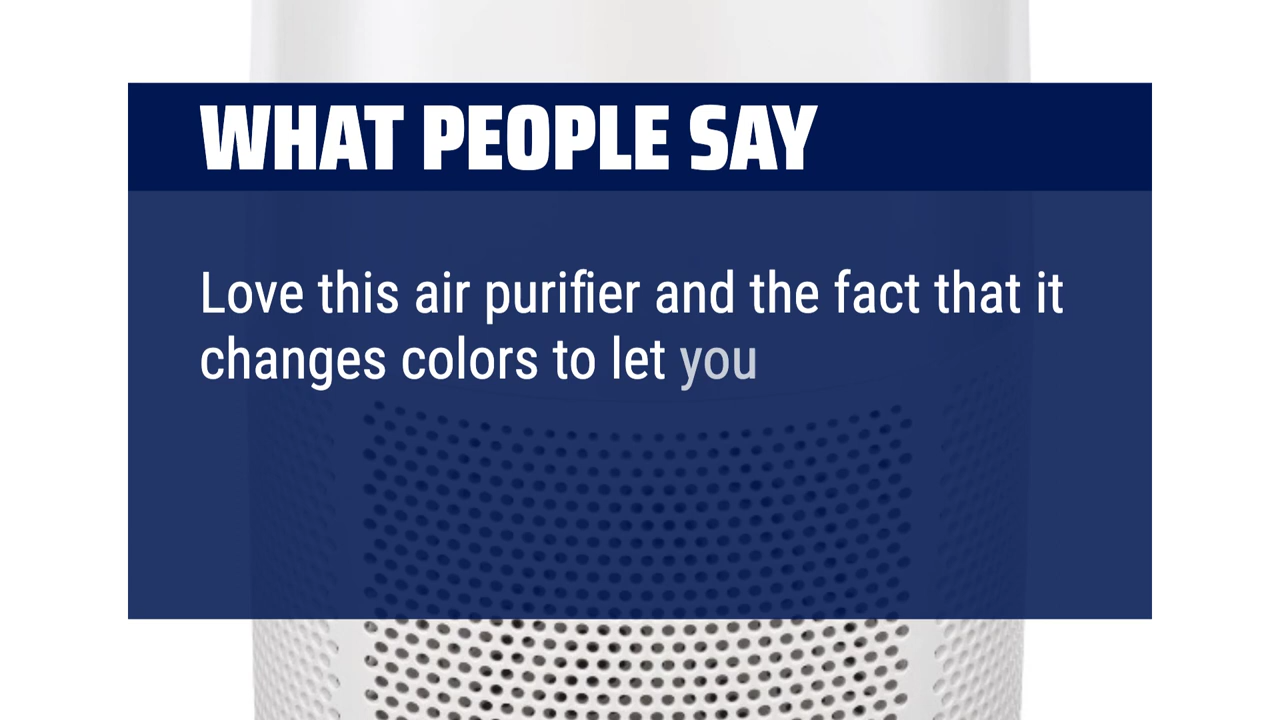 WHAT PEOPLE SAY
Love this air purifier and the fact that it
changes colors to let you